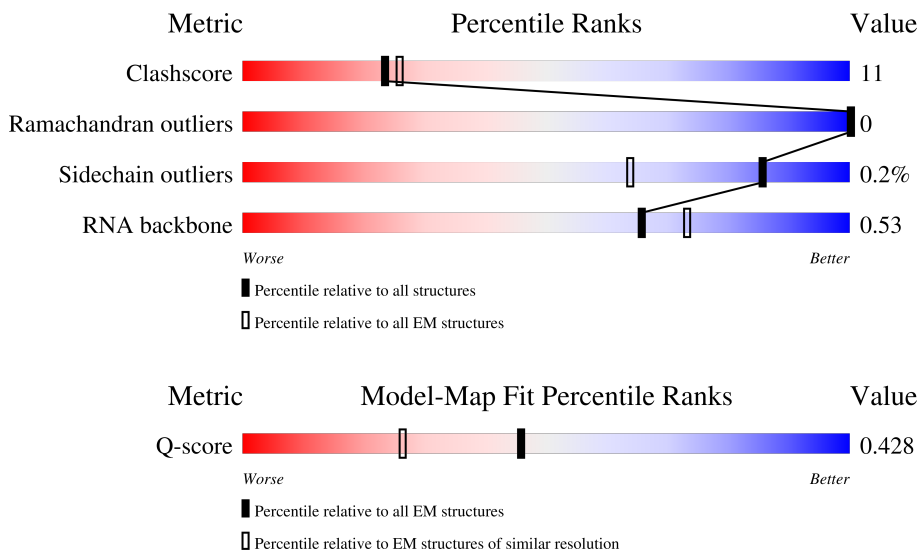 Metric Percentile Ranks Value
Clashscore 11
Ramachandran outliers 0
Sidechain outliers 0.2%
RNA backbone 0.53
Worse Better
Percentile relative to all structures
Percentile relative to all EM structures
Metric Model-Map Fit Percentile Ranks Value
Q-score 0.428
Worse Better
Percentile relative to all EM structures
Percentile relative to EM structures of similar resolution